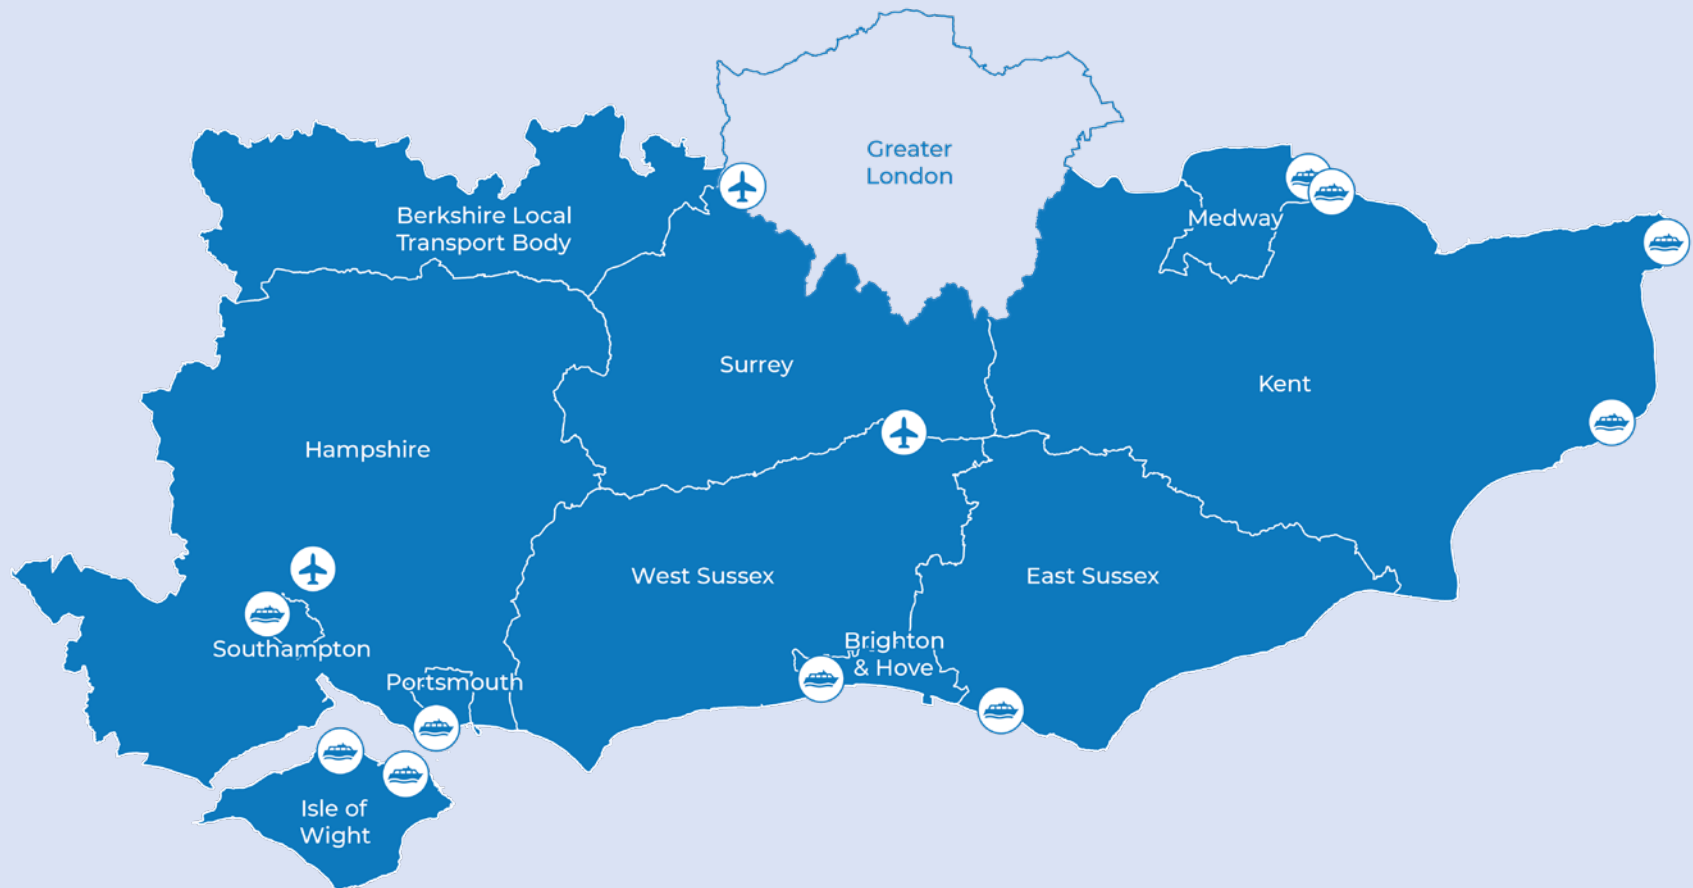 Greater
London
Berkshire Local
Transport Body
Medway
Surrey
Kent
Hampshire
West Sussex
East Sussex
Southampton
Brighton
& Hove
Portsmouth
Isle of
Wight